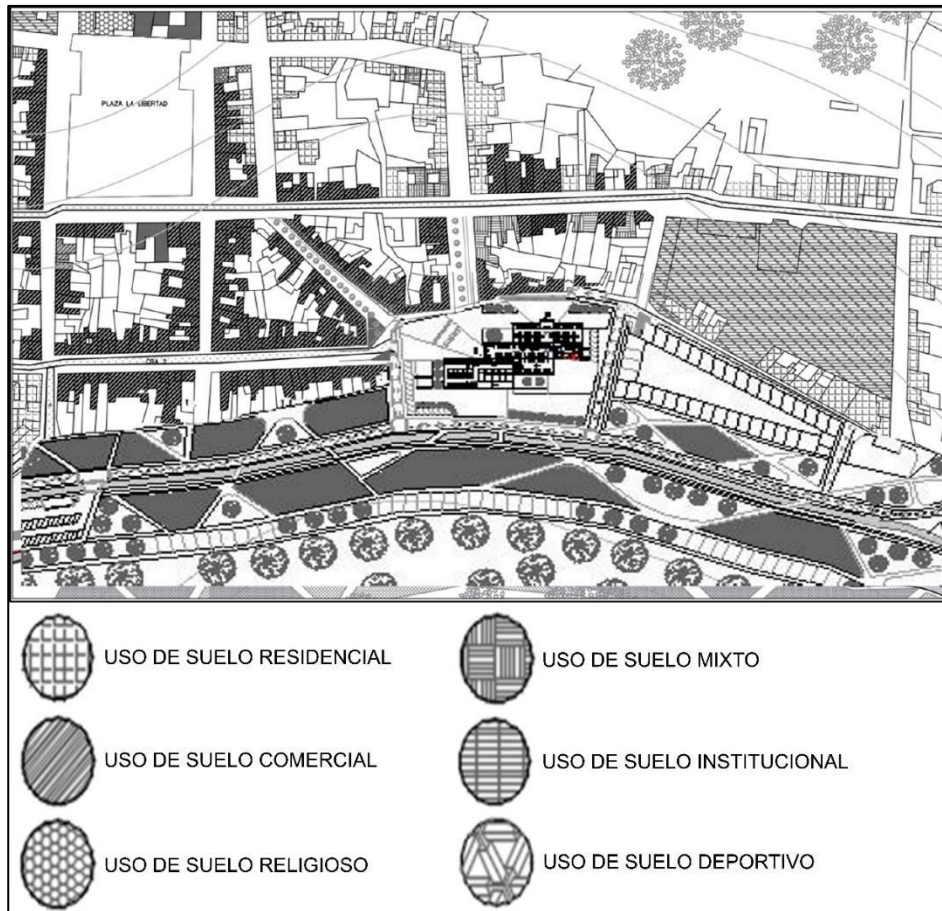 PLAZA LA LIBERTAD
CRA 2
USO DE SUELO RESIDENCIAL
USO DE SUELO MIXTO
USO DE SUELO COMERCIAL
USO DE SUELO INSTITUCIONAL
USO DE SUELO RELIGIOSO
USO DE SUELO DEPORTIVO